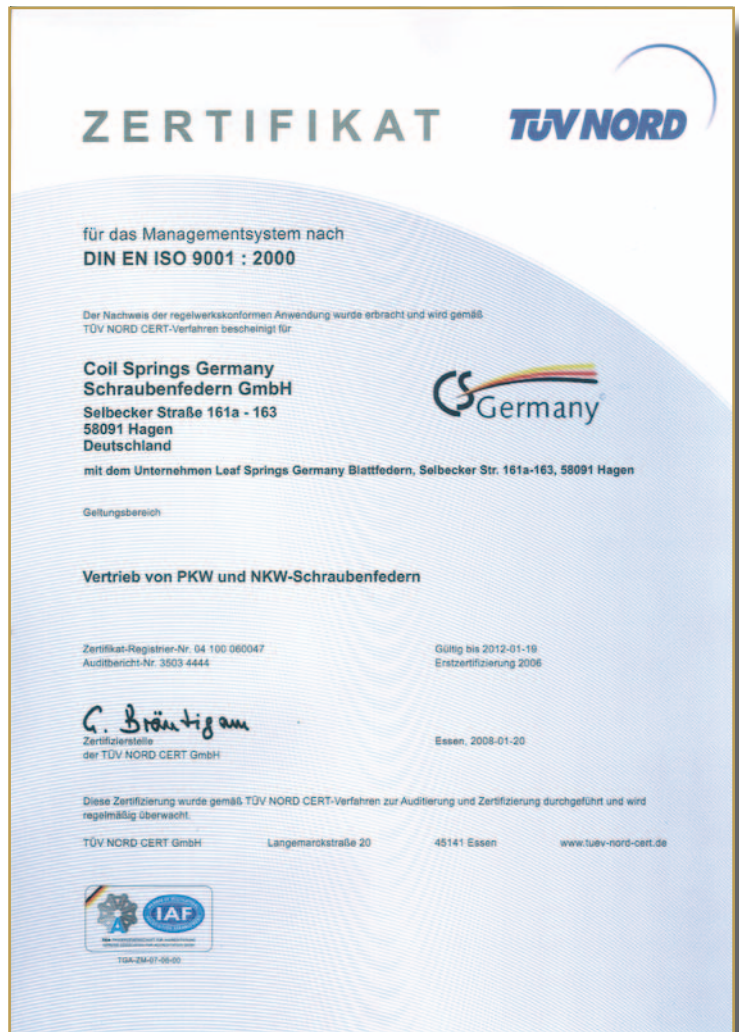 ZERTIFIKAT
TÜV NORD
für das Managementsystem nach
DIN EN ISO 9001 : 2000
Der Nachweis der regelwerkskonformen Anwendung wurde erbracht und wird gemäß
TÜV NORD CERT-Verfahren bescheinigt für
Coil Springs Germany
Schraubenfedern GmbH
Selbecker Straße 161a - 163
58091 Hagen
Deutschland
CS Germany©
mit dem Unternehmen Leaf Springs Germany Blattfedern, Selbecker Str. 161a-163, 58091 Hagen
Geltungsbereich
Vertrieb von PKW und NKW-Schraubenfedern
Zertifikat-Registrier-Nr. 04 100 060047
Auditbericht-Nr. 3503 4444
Gültig bis 2012-01-19
Erstzertifizierung 2006
G. Bräutigam
Zertifizierstelle
der TÜV NORD CERT GmbH
Essen, 2008-01-20
Diese Zertifizierung wurde gemäß TÜV NORD CERT-Verfahren zur Auditierung und Zertifizierung durchgeführt und wird
regelmäßig überwacht.
TÜV NORD CERT GmbH Langemarckstraße 20 45141 Essen www.tuev-nord-cert.de
IAF
TGA-ZM-07-06-00